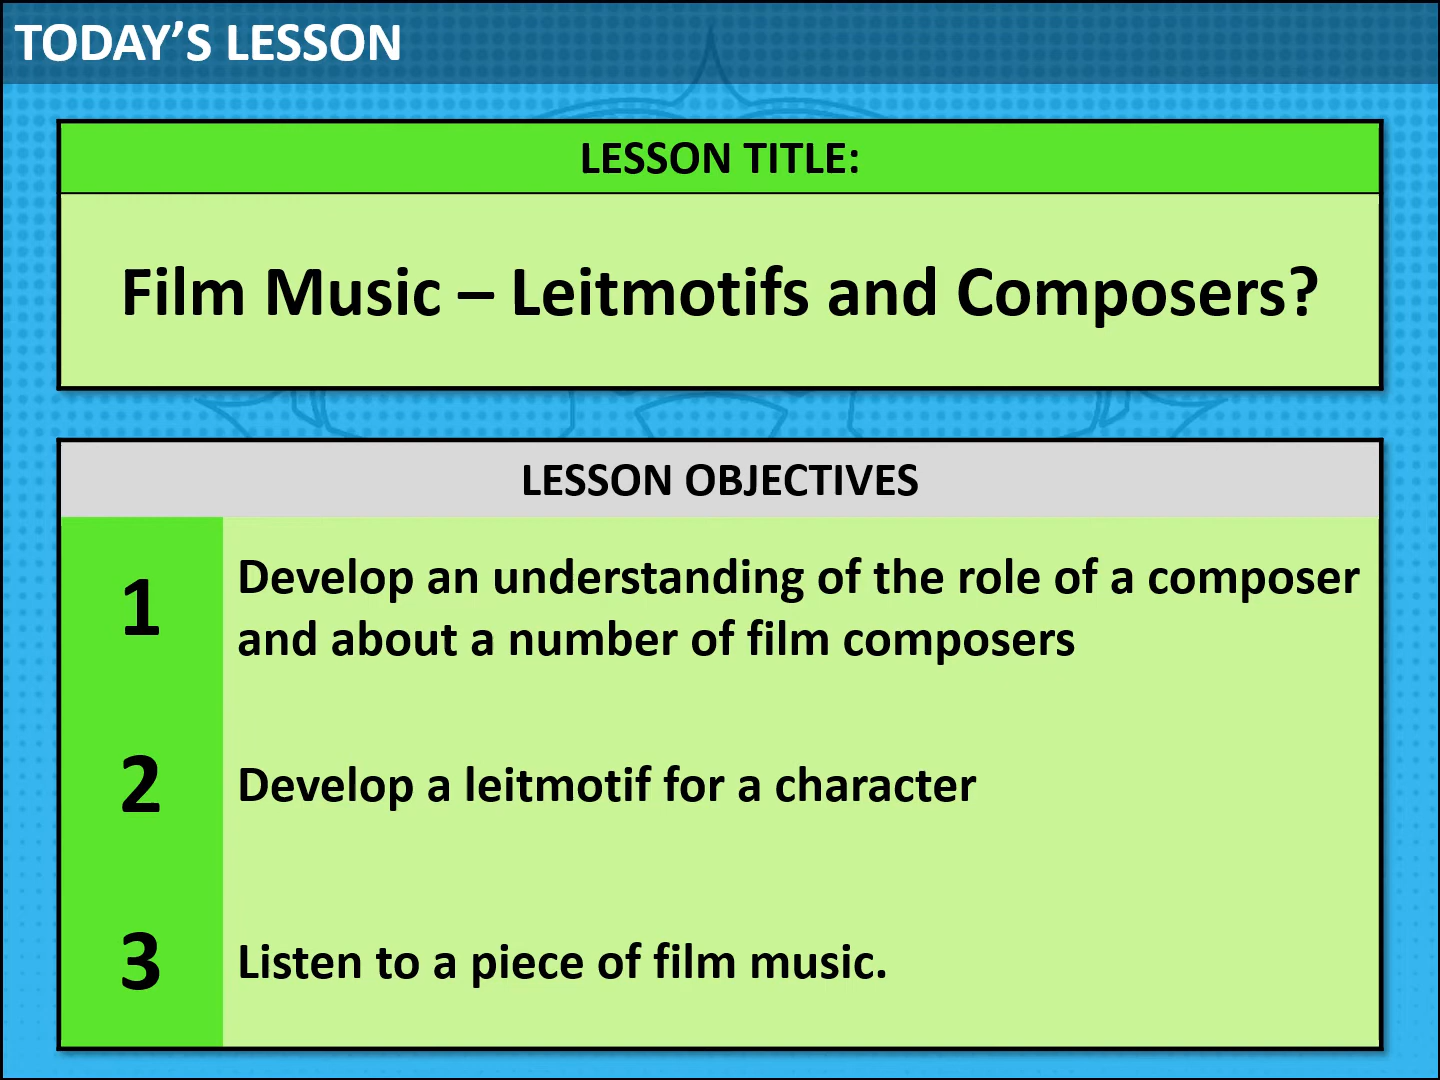 TODAY’S LESSON
LESSON TITLE:
Film Music – Leitmotifs and Composers?
LESSON OBJECTIVES
1
Develop an understanding of the role of a composer
and about a number of film composers
2
Develop a leitmotif for a character
3
Listen to a piece of film music.